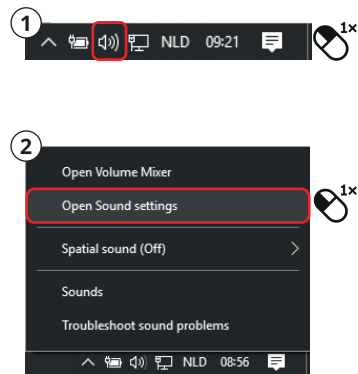 1
NLD 09:21
1×
2
Open Volume Mixer
Open Sound settings
1×
Spatial sound (Off)
Sounds
Troubleshoot sound problems
NLD 08:56